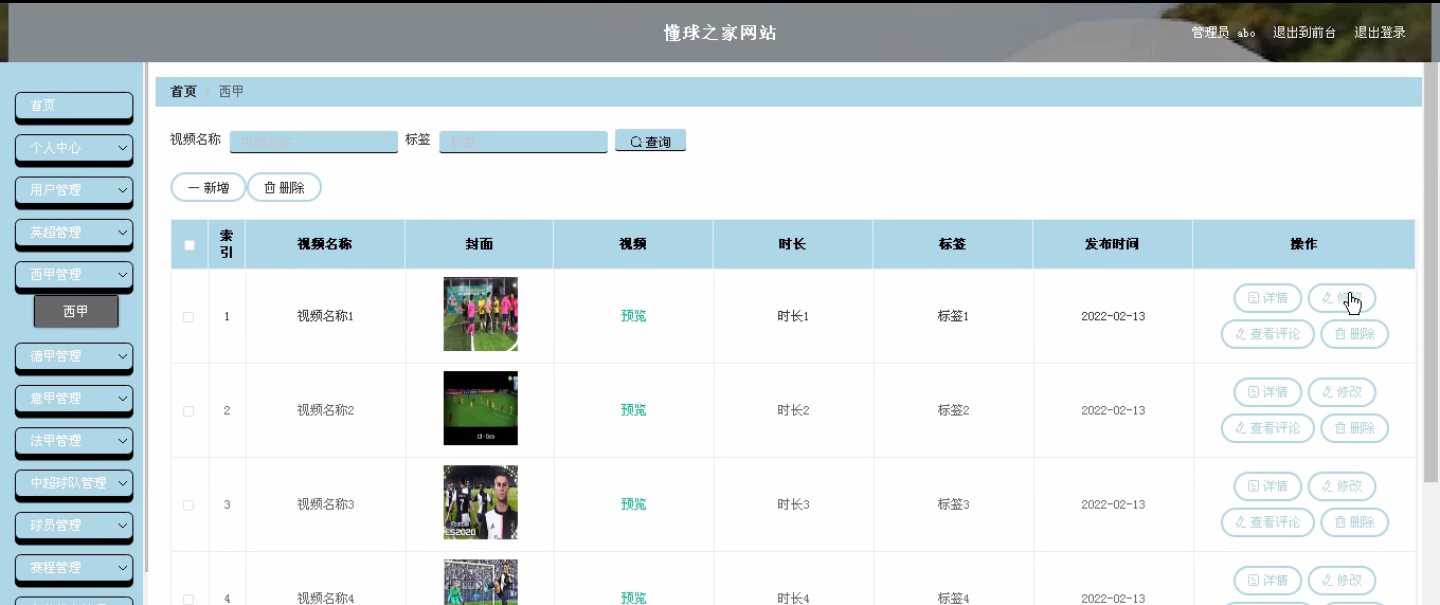 懂球之家网站
管理员 abo 退出到前台 退出登录
首页
个人中心
用户管理
英超管理
西甲管理
西甲
德甲管理
意甲管理
法甲管理
中超球队管理
球员管理
赛程管理
首页 / 西甲
视频名称 视频名称 标签 标签 查询
新增 删除
索引 视频名称 封面 视频 时长 标签 发布时间 操作
1 视频名称1 预览 时长1 标签1 2022-02-13 详情 修改
查看评论 删除
2 视频名称2 预览 时长2 标签2 2022-02-13 详情 修改
查看评论 删除
3 视频名称3 预览 时长3 标签3 2022-02-13 详情 修改
查看评论 删除
ES2020
4 视频名称4 预览 时长4 标签4 2022-02-13 详情 修改